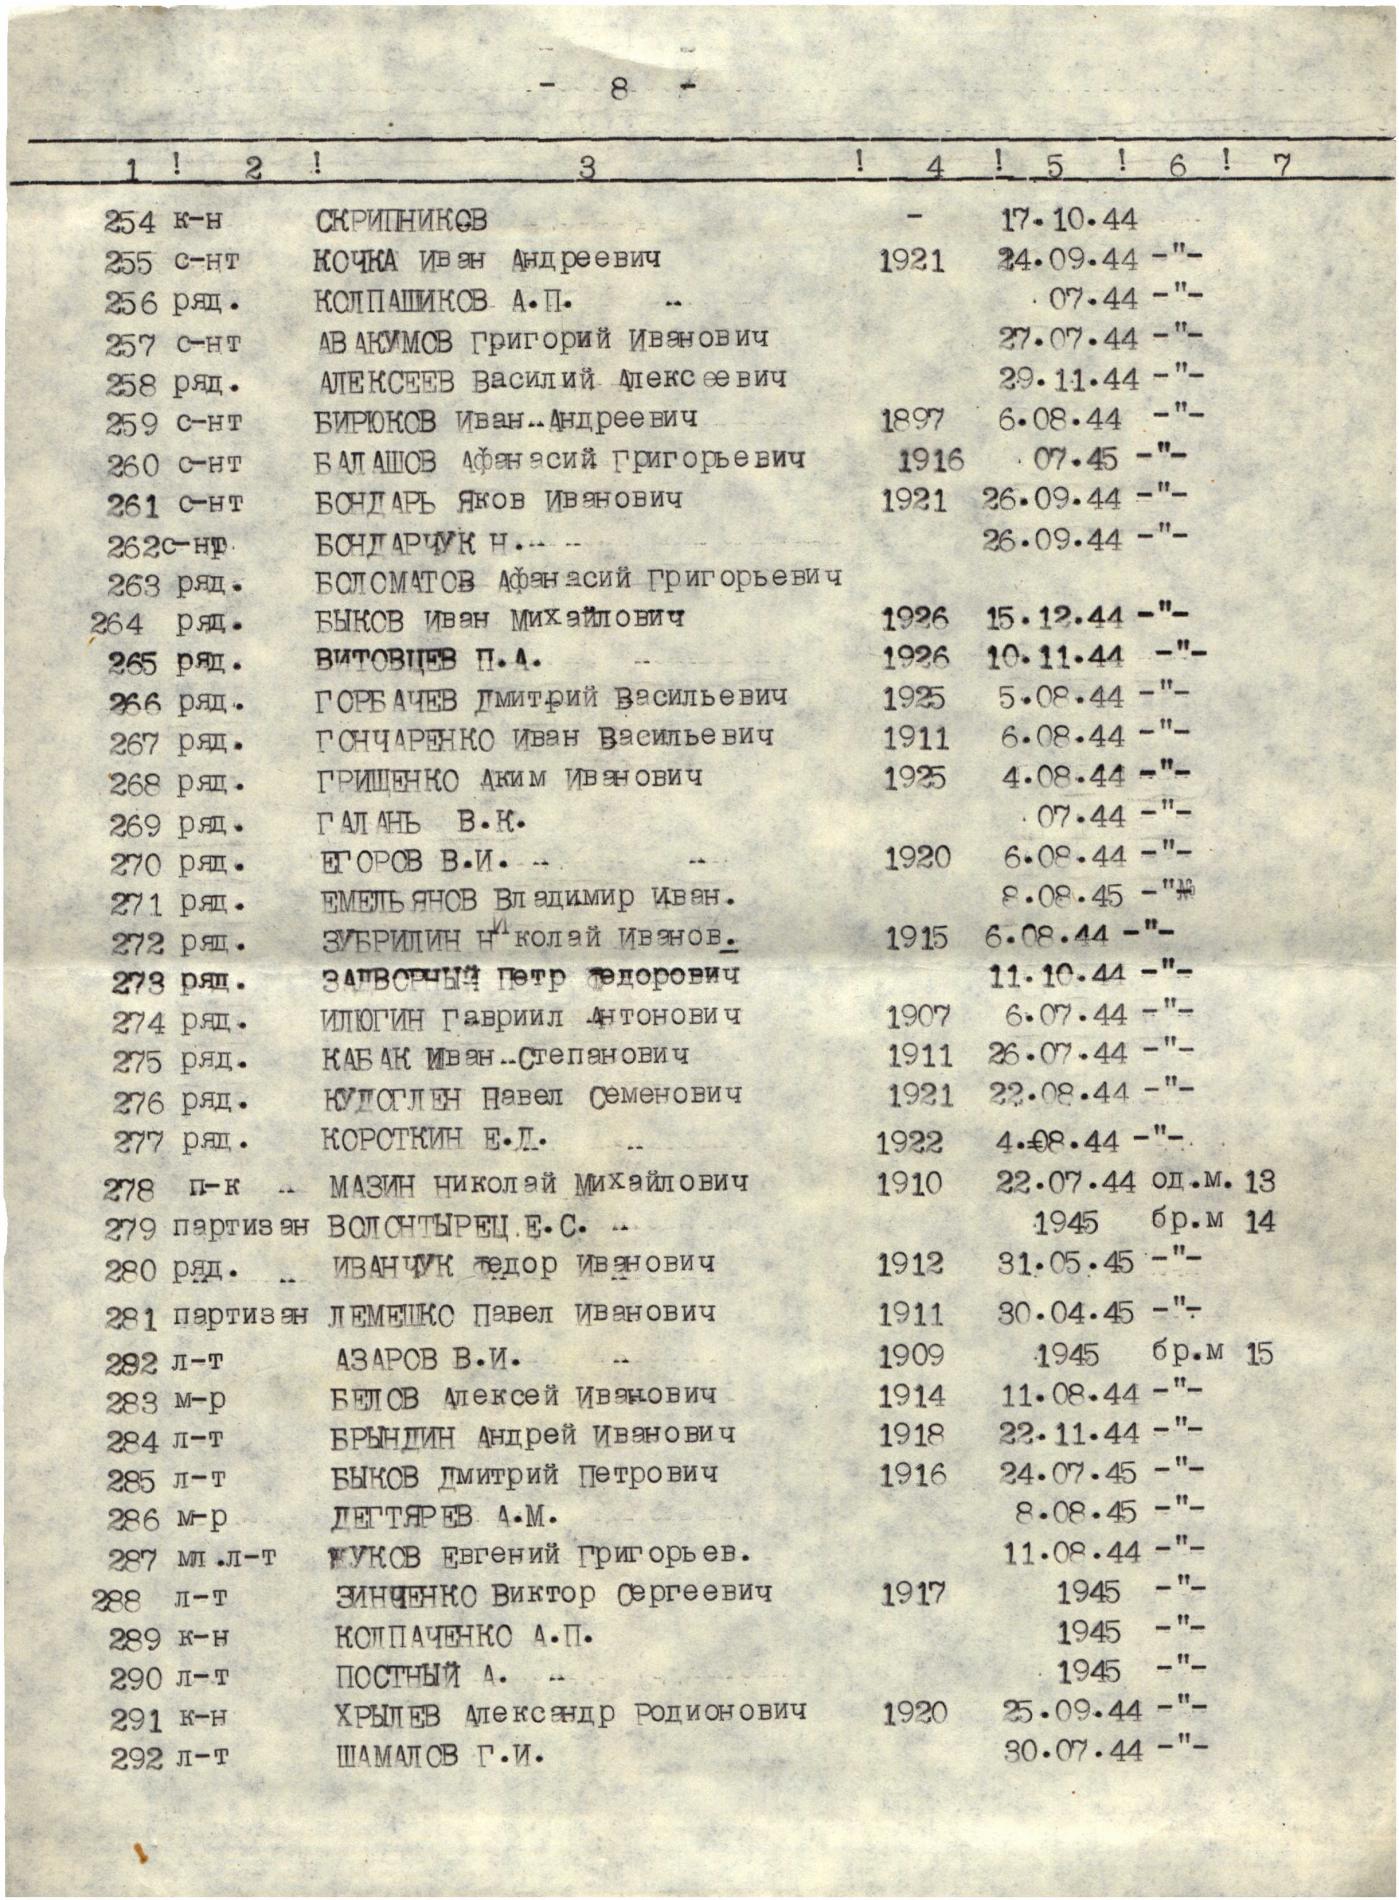 - 8 -
1 ! 2 ! 3 ! 4 ! 5 ! 6 ! 7
254 к-н СКРИПНИКОВ - 17.10.44
255 с-нт КОЧКА Иван Андреевич 1921 24.09.44 -"-
256 ряд. КОЛПАШИКОВ А.П. 07.44 -"-
257 с-нт АВАКУМОВ Григорий Иванович 27.07.44 -"-
258 ряд. АЛЕКСЕЕВ Василий Алексеевич 29.11.44 -"-
259 с-нт БИРЮКОВ Иван Андреевич 1897 6.08.44 -"-
260 с-нт БАЛАШОВ Афанасий Григорьевич 1916 07.45 -"-
261 с-нт БОНДАРЬ Яков Иванович 1921 26.09.44 -"-
262 с-нт БОНДАРЧУК Н. 26.09.44 -"-
263 ряд. БОЛОМАТОВ Афанасий Григорьевич
264 ряд. БЫКОВ Иван Михайлович 1926 15.12.44 -"-
265 ряд. ВИТОВЦЕВ П.А. 1926 10.11.44 -"-
266 ряд. ГОРБАЧЕВ Дмитрий Васильевич 1925 5.08.44 -"-
267 ряд. ГОНЧАРЕНКО Иван Васильевич 1911 6.08.44 -"-
268 ряд. ГРИЩЕНКО Аким Иванович 1925 4.08.44 -"-
269 ряд. ГАЛАНЬ В.К. 07.44 -"-
270 ряд. ЕГОРОВ В.И. 1920 6.08.44 -"-
271 ряд. ЕМЕЛЬЯНОВ Владимир Иван. 8.08.45 -"-
272 ряд. ЗУБРИЛИН Николай Иванов. 1915 6.08.44 -"-
273 ряд. ЗАТВОРНЫЙ Петр Федорович 11.10.44 -"-
274 ряд. ИЛЮГИН Гавриил Антонович 1907 6.07.44 -"-
275 ряд. КАБАК Иван Степанович 1911 26.07.44 -"-
276 ряд. КУДОГЛЕН Павел Семенович 1921 22.08.44 -"-
277 ряд. КОРОТКИН Е.Д. 1922 4.08.44 -"-
278 п-к МАЗИН Николай Михайлович 1910 22.07.44 од.м. 13
279 партизан ВОЛОНТЫРЕЦ Е.С. 1945 бр.м 14
280 ряд. ИВАНЧУК Федор Иванович 1912 31.05.45 -"-
281 партизан ЛЕМЕШКО Павел Иванович 1911 30.04.45 -"-
282 л-т АЗАРОВ В.И. 1909 1945 бр.м 15
283 м-р БЕЛОВ Алексей Иванович 1914 11.08.44 -"-
284 л-т БРЫНДИН Андрей Иванович 1918 22.11.44 -"-
285 л-т БЫКОВ Дмитрий Петрович 1916 24.07.45 -"-
286 м-р ДЕГТЯРЕВ А.М. 8.08.45 -"-
287 мл.л-т ЖУКОВ Евгений Григорьев. 11.08.44 -"-
288 л-т ЗИНЧЕНКО Виктор Сергеевич 1917 1945 -"-
289 к-н КОЛПАЧЕНКО А.П. 1945 -"-
290 л-т ПОСТНЫЙ А. 1945 -"-
291 к-н ХРЫЛЕВ Александр Родионович 1920 25.09.44 -"-
292 л-т ШАМАЛОВ Г.И. 30.07.44 -"-